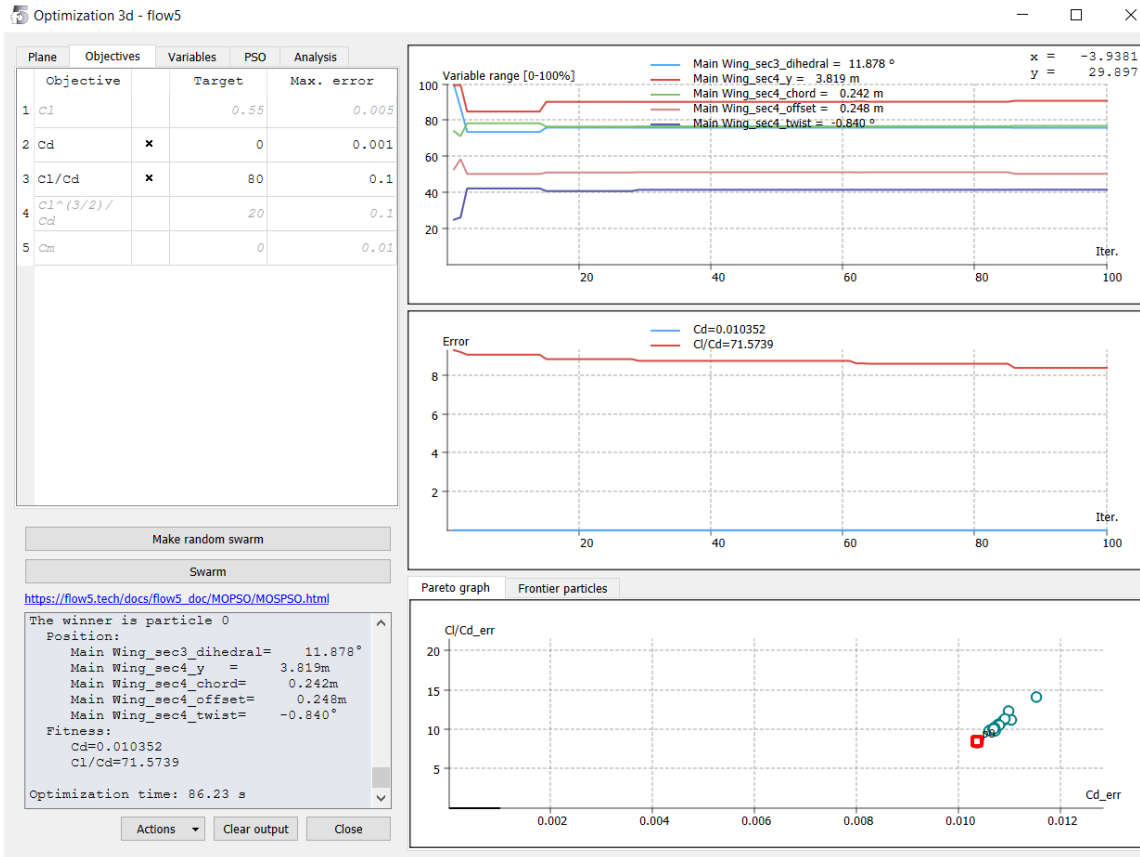 Optimization 3d - flow5
Plane Objectives Variables PSO Analysis
Objective Target Max. error
1 Cl 0.55 0.005
2 Cd × 0 0.001
3 Cl/Cd × 80 0.1
4 Cl^(3/2)/
Cd 20 0.1
5 Cm 0 0.01
Make random swarm
Swarm
https://flow5.tech/docs/flow5_doc/MOPSO/MOSPSO.html
The winner is particle 0
Position:
Main Wing_sec3_dihedral= 11.878°
Main Wing_sec4_y = 3.819m
Main Wing_sec4_chord= 0.242m
Main Wing_sec4_offset= 0.248m
Main Wing_sec4_twist= -0.840°
Fitness:
Cd=0.010352
Cl/Cd=71.5739
Optimization time: 86.23 s
Actions Clear output Close
Variable range [0-100%]
Main Wing_sec3_dihedral = 11.878 °
Main Wing_sec4_y = 3.819 m
Main Wing_sec4_chord = 0.242 m
Main Wing_sec4_offset = 0.248 m
Main Wing_sec4_twist = -0.840 °
x = -3.9381
y = 29.897
100
80
60
40
20
Iter.
20 40 60 80 100
Error
Cd=0.010352
Cl/Cd=71.5739
8
6
4
2
Iter.
20 40 60 80 100
Pareto graph Frontier particles
Cl/Cd_err
20
15
10
5
Cd_err
0.002 0.004 0.006 0.008 0.010 0.012